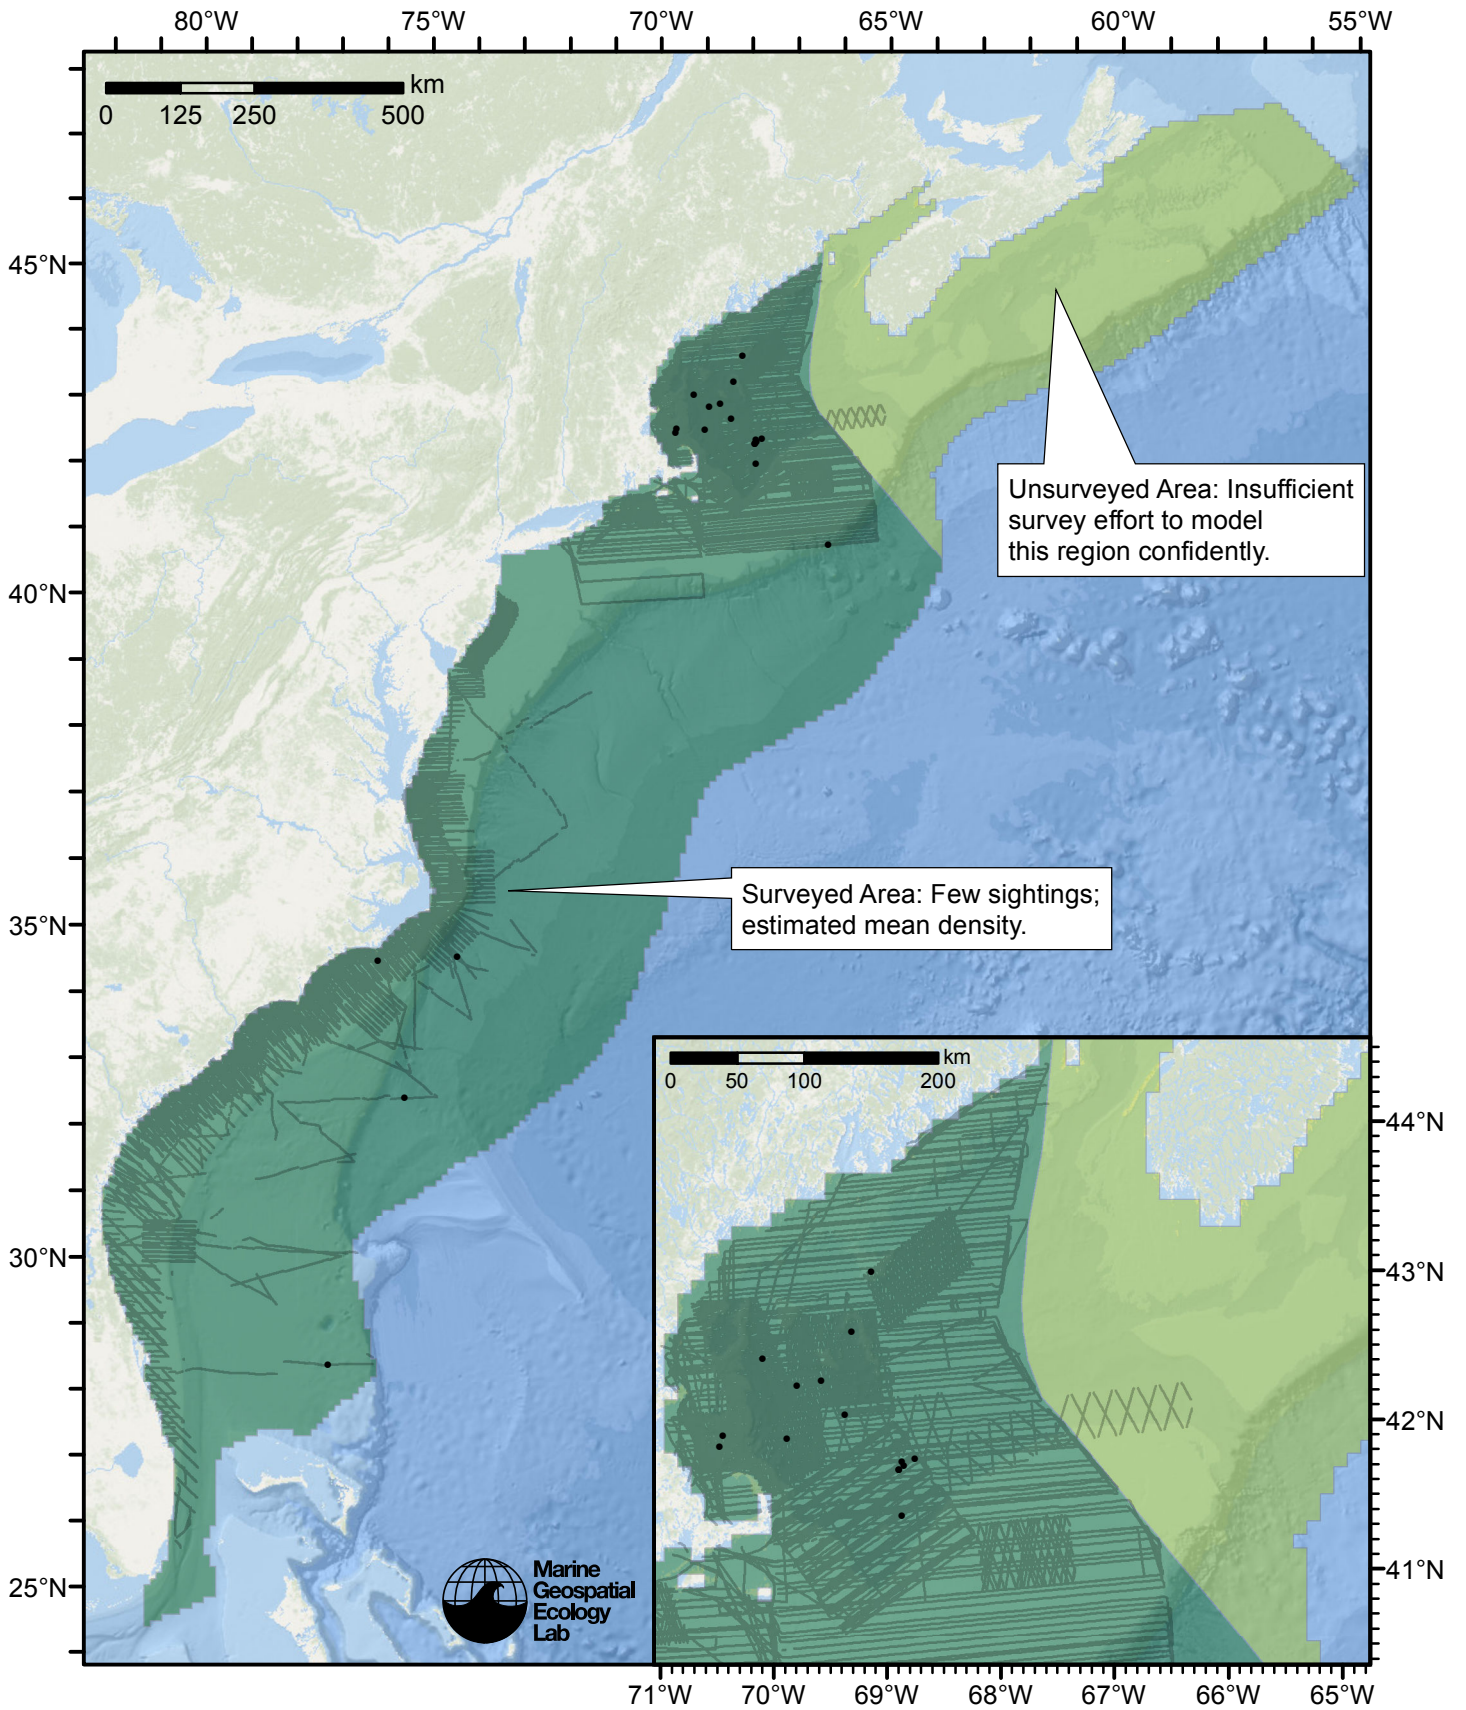 80°W 75°W 70°W 65°W 60°W 55°W
km
0 125 250 500
45°N
40°N
35°N
30°N
25°N
Unsurveyed Area: Insufficient
survey effort to model
this region confidently.
Surveyed Area: Few sightings;
estimated mean density.
km
0 50 100 200
44°N
43°N
42°N
41°N
71°W 70°W 69°W 68°W 67°W 66°W 65°W
Marine
Geospatial
Ecology
Lab